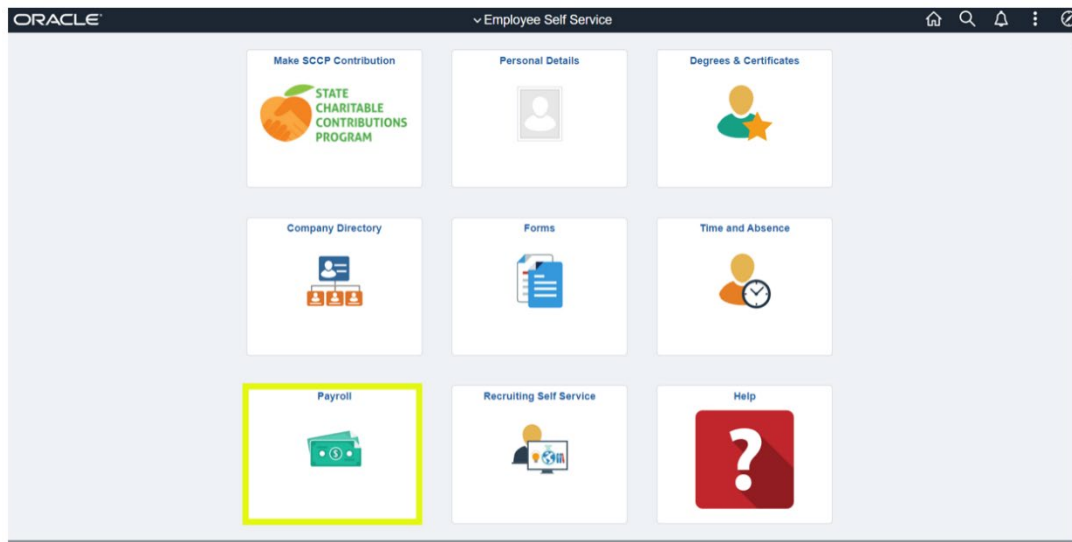 ORACLE
Employee Self Service
Make SCCP Contribution
STATE
CHARITABLE
CONTRIBUTIONS
PROGRAM
Personal Details
Degrees & Certificates
Company Directory
Forms
Time and Absence
Payroll
$
Recruiting Self Service
Help
?